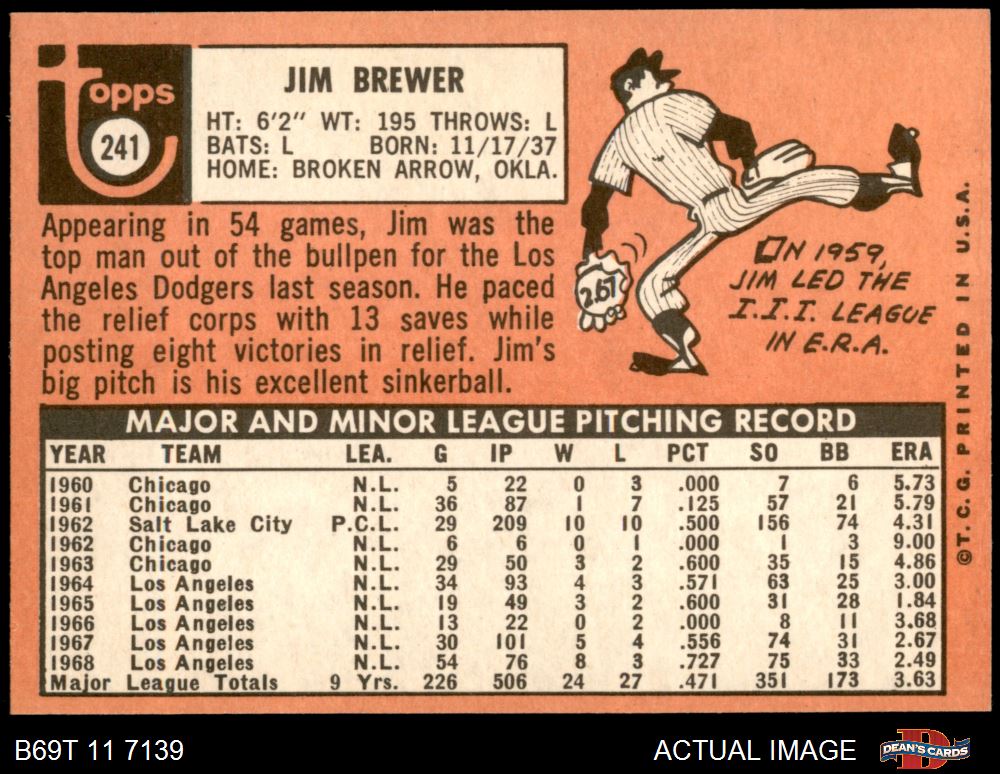 topps
241
JIM BREWER
HT: 6'2" WT: 195 THROWS: L
BATS: L BORN: 11/17/37
HOME: BROKEN ARROW, OKLA.
Appearing in 54 games, Jim was the
top man out of the bullpen for the Los
Angeles Dodgers last season. He paced
the relief corps with 13 saves while
posting eight victories in relief. Jim's
big pitch is his excellent sinkerball.
2.67
ON 1959,
JIM LED THE
I.I.I. LEAGUE
IN E.R.A.
MAJOR AND MINOR LEAGUE PITCHING RECORD
YEAR TEAM LEA. G IP W L PCT SO BB ERA
1960 Chicago N.L. 5 22 0 3 .000 7 6 5.73
1961 Chicago N.L. 36 87 1 7 .125 57 21 5.79
1962 Salt Lake City P.C.L. 29 209 10 10 .500 156 74 4.31
1962 Chicago N.L. 6 6 0 1 .000 1 3 9.00
1963 Chicago N.L. 29 50 3 2 .600 35 15 4.86
1964 Los Angeles N.L. 34 93 4 3 .571 63 25 3.00
1965 Los Angeles N.L. 19 49 3 2 .600 31 28 1.84
1966 Los Angeles N.L. 13 22 0 2 .000 8 11 3.68
1967 Los Angeles N.L. 30 101 5 4 .556 74 31 2.67
1968 Los Angeles N.L. 54 76 8 3 .727 75 33 2.49
Major League Totals 9 Yrs. 226 506 24 27 .471 351 173 3.63
©T.C.G. PRINTED IN U.S.A.
B69T 11 7139
ACTUAL IMAGE
DEAN'S CARDS